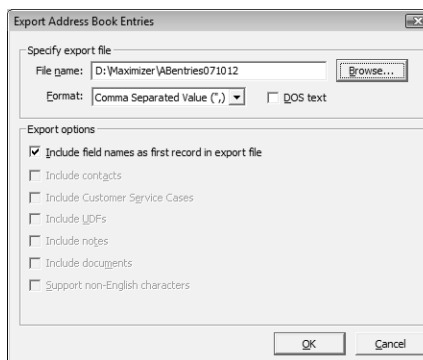 Export Address Book Entries
Specify export file
File name: D:\Maximizer\ABentries071012 Browse...
Format: Comma Separated Value (",) DOS text
Export options
Include field names as first record in export file
Include contacts
Include Customer Service Cases
Include UDFs
Include notes
Include documents
Support non-English characters
OK Cancel